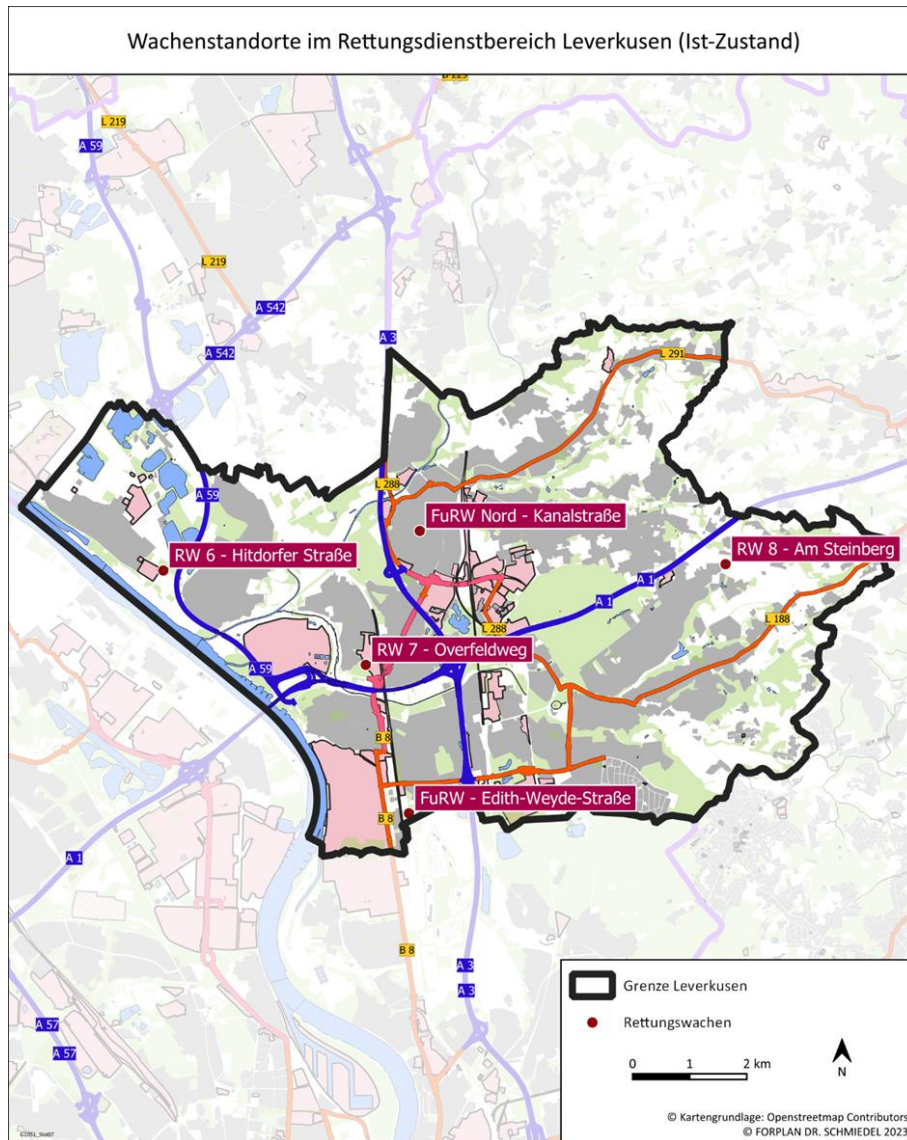 Wachenstandorte im Rettungsdienstbereich Leverkusen (Ist-Zustand)
L 219
A 59
L 219
A 542
A 542
A 3
L 291
L 288
A 59
FuRW Nord - Kanalstraße
RW 6 - Hitdorfer Straße
RW 8 - Am Steinberg
A 1
A 1
L 188
L 288
RW 7 - Overfeldweg
A 59
B 8
FuRW - Edith-Weyde-Straße
B 8
A 1
B 8
A 3
A 3
A 57
A 57
Grenze Leverkusen
Rettungswachen
0 1 2 km
N
© Kartengrundlage: Openstreetmap Contributors
© FORPLAN DR. SCHMIEDEL 2023